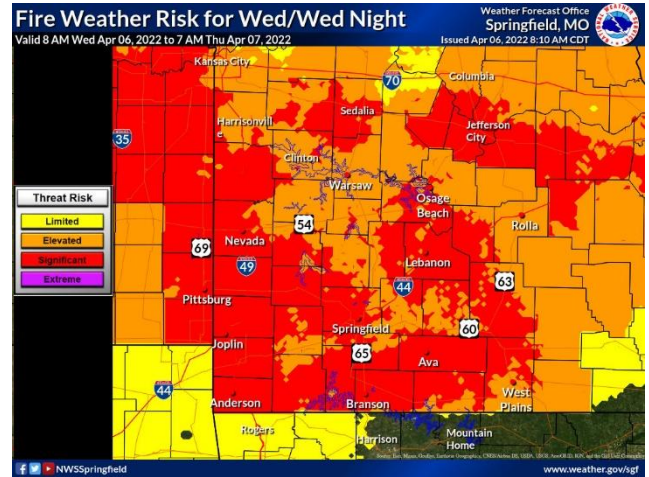 Fire Weather Risk for Wed/Wed Night
Valid 8 AM Wed Apr 06, 2022 to 7 AM Thu Apr 07, 2022
Weather Forecast Office
Springfield, MO
Issued Apr 06, 2022 8:10 AM CDT
Kansas City
70
Columbia
Sedalia
Harrisonvill
e
Jefferson
City
35
Clinton
Warsaw
Osage
Beach
Threat Risk
Limited
Elevated
Significant
Extreme
54
Rolla
69
Nevada
49
Lebanon
63
44
Pittsburg
Springfield
60
Joplin
65
Ava
44
Anderson
Branson
West
Plains
Rogers
Harrison
Mountain
Home
NWSSpringfield
www.weather.gov/sgf